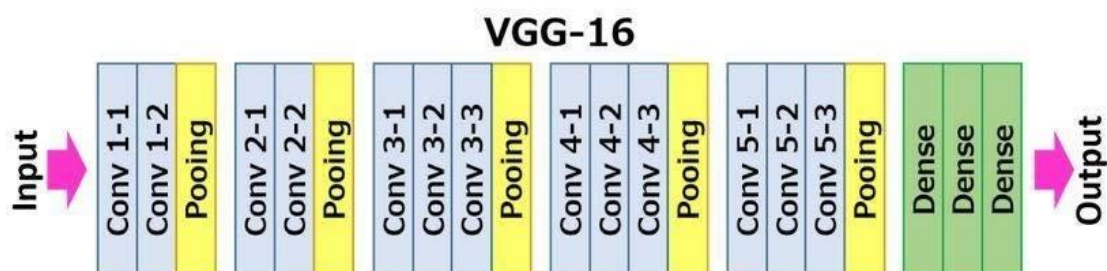 VGG-16
Input
Conv 1-1
Conv 1-2
Pooing
Conv 2-1
Conv 2-2
Pooing
Conv 3-1
Conv 3-2
Conv 3-3
Pooing
Conv 4-1
Conv 4-2
Conv 4-3
Pooing
Conv 5-1
Conv 5-2
Conv 5-3
Pooing
Dense
Dense
Dense
Output